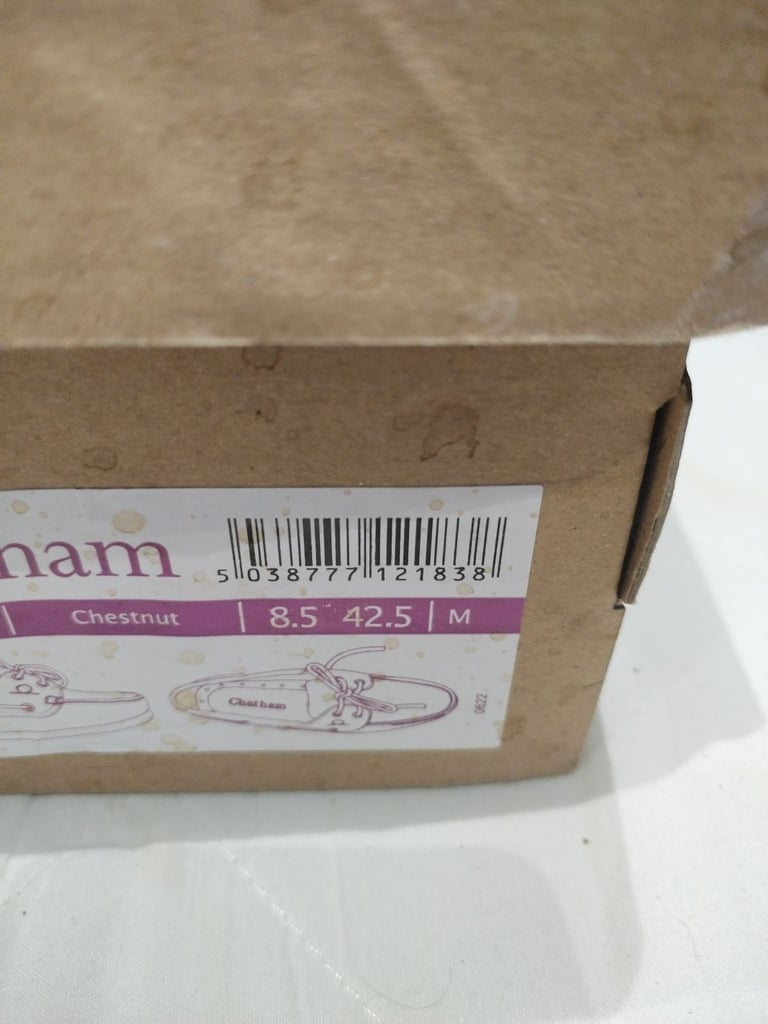 nam
5 038777 121838
Chestnut | 8.5 42.5 | M
Chatham
0622